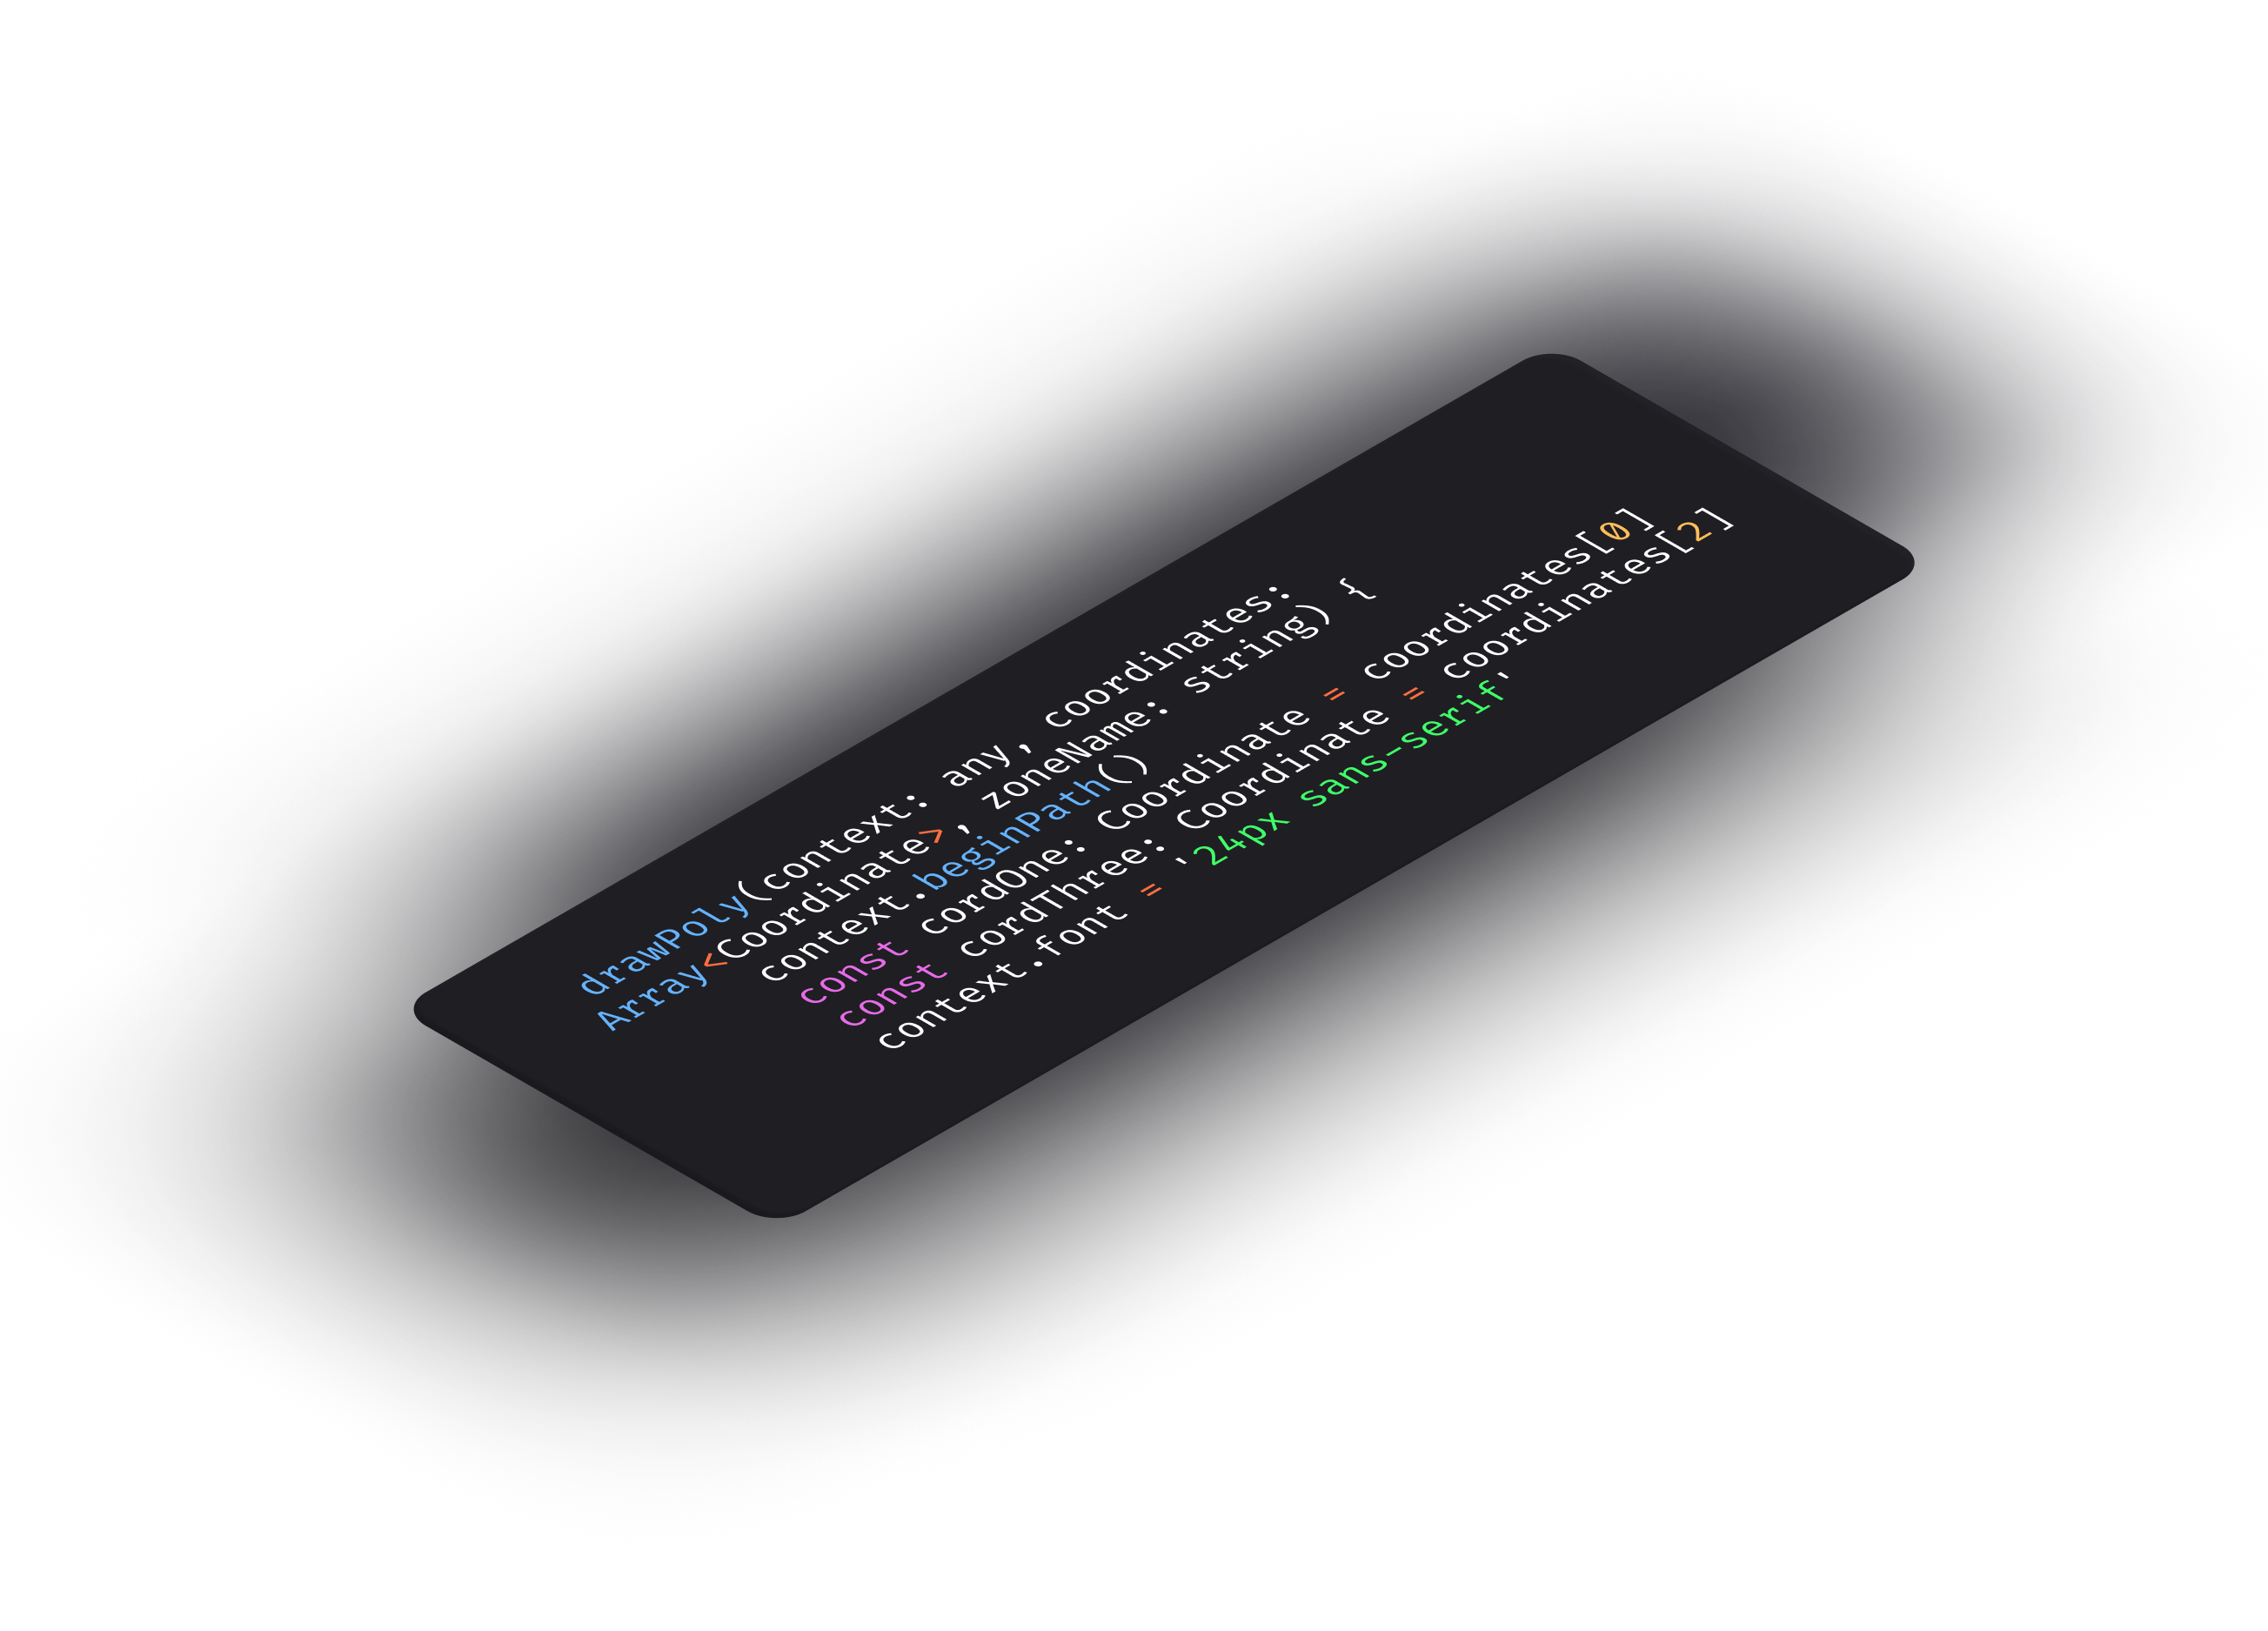 drawPoly(context: any, coordinates:
Array<Coordinate>, zoneName: string) {
context.beginPath()
const cordOne: Coordinate = coordinates[0]
const cordThree: Coordinate = coordinates[2]
context.font = '24px sans-serif'